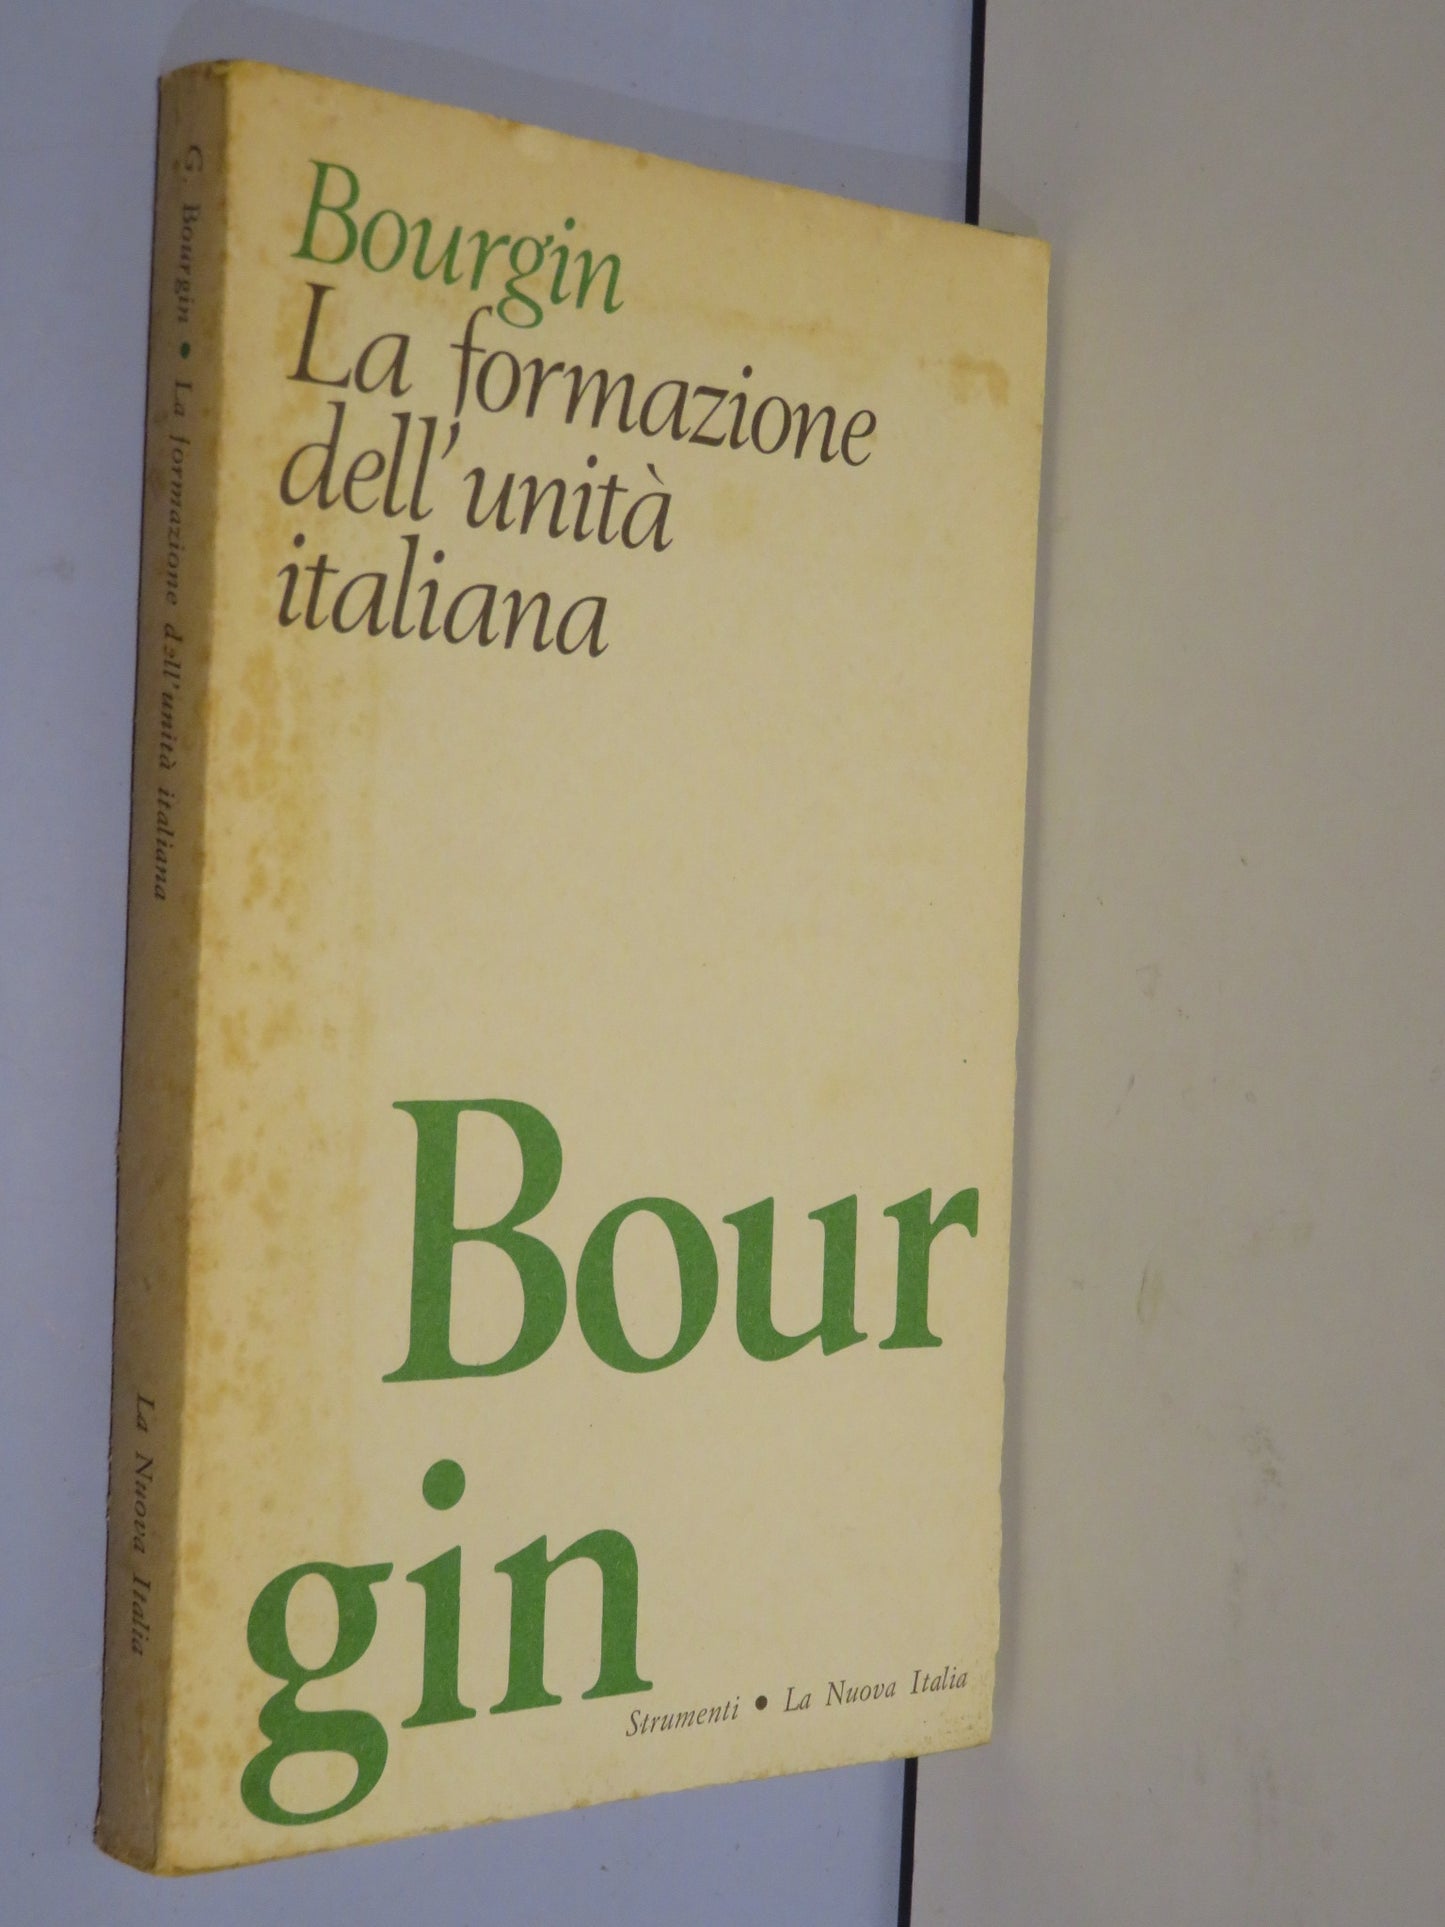 Bourgin
La formazione
dell'unità
italiana
Bour
gin
Strumenti • La Nuova Italia
G. Bourgin • La formazione dell'unità italiana
La Nuova Italia